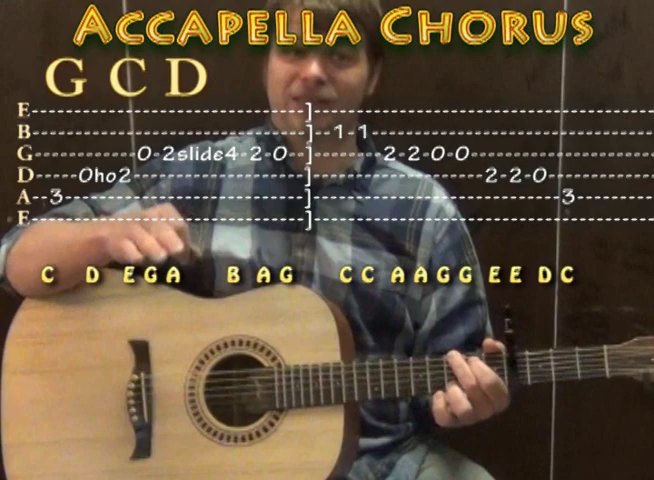 ACCAPELLA CHORUS
G C D
E-----------------------------------]-----------------------------------------
B-----------------------------------]--1-1------------------------------------
G-------------0-2slide4-2-0--]--------2-2-0-0------------------------
D------0ho2-------------------------]--------------------2-2-0-------------
A--3---------------------------------]------------------------------3---------
E-----------------------------------]-----------------------------------------
C D EGA B AG CC AAGG EE DC